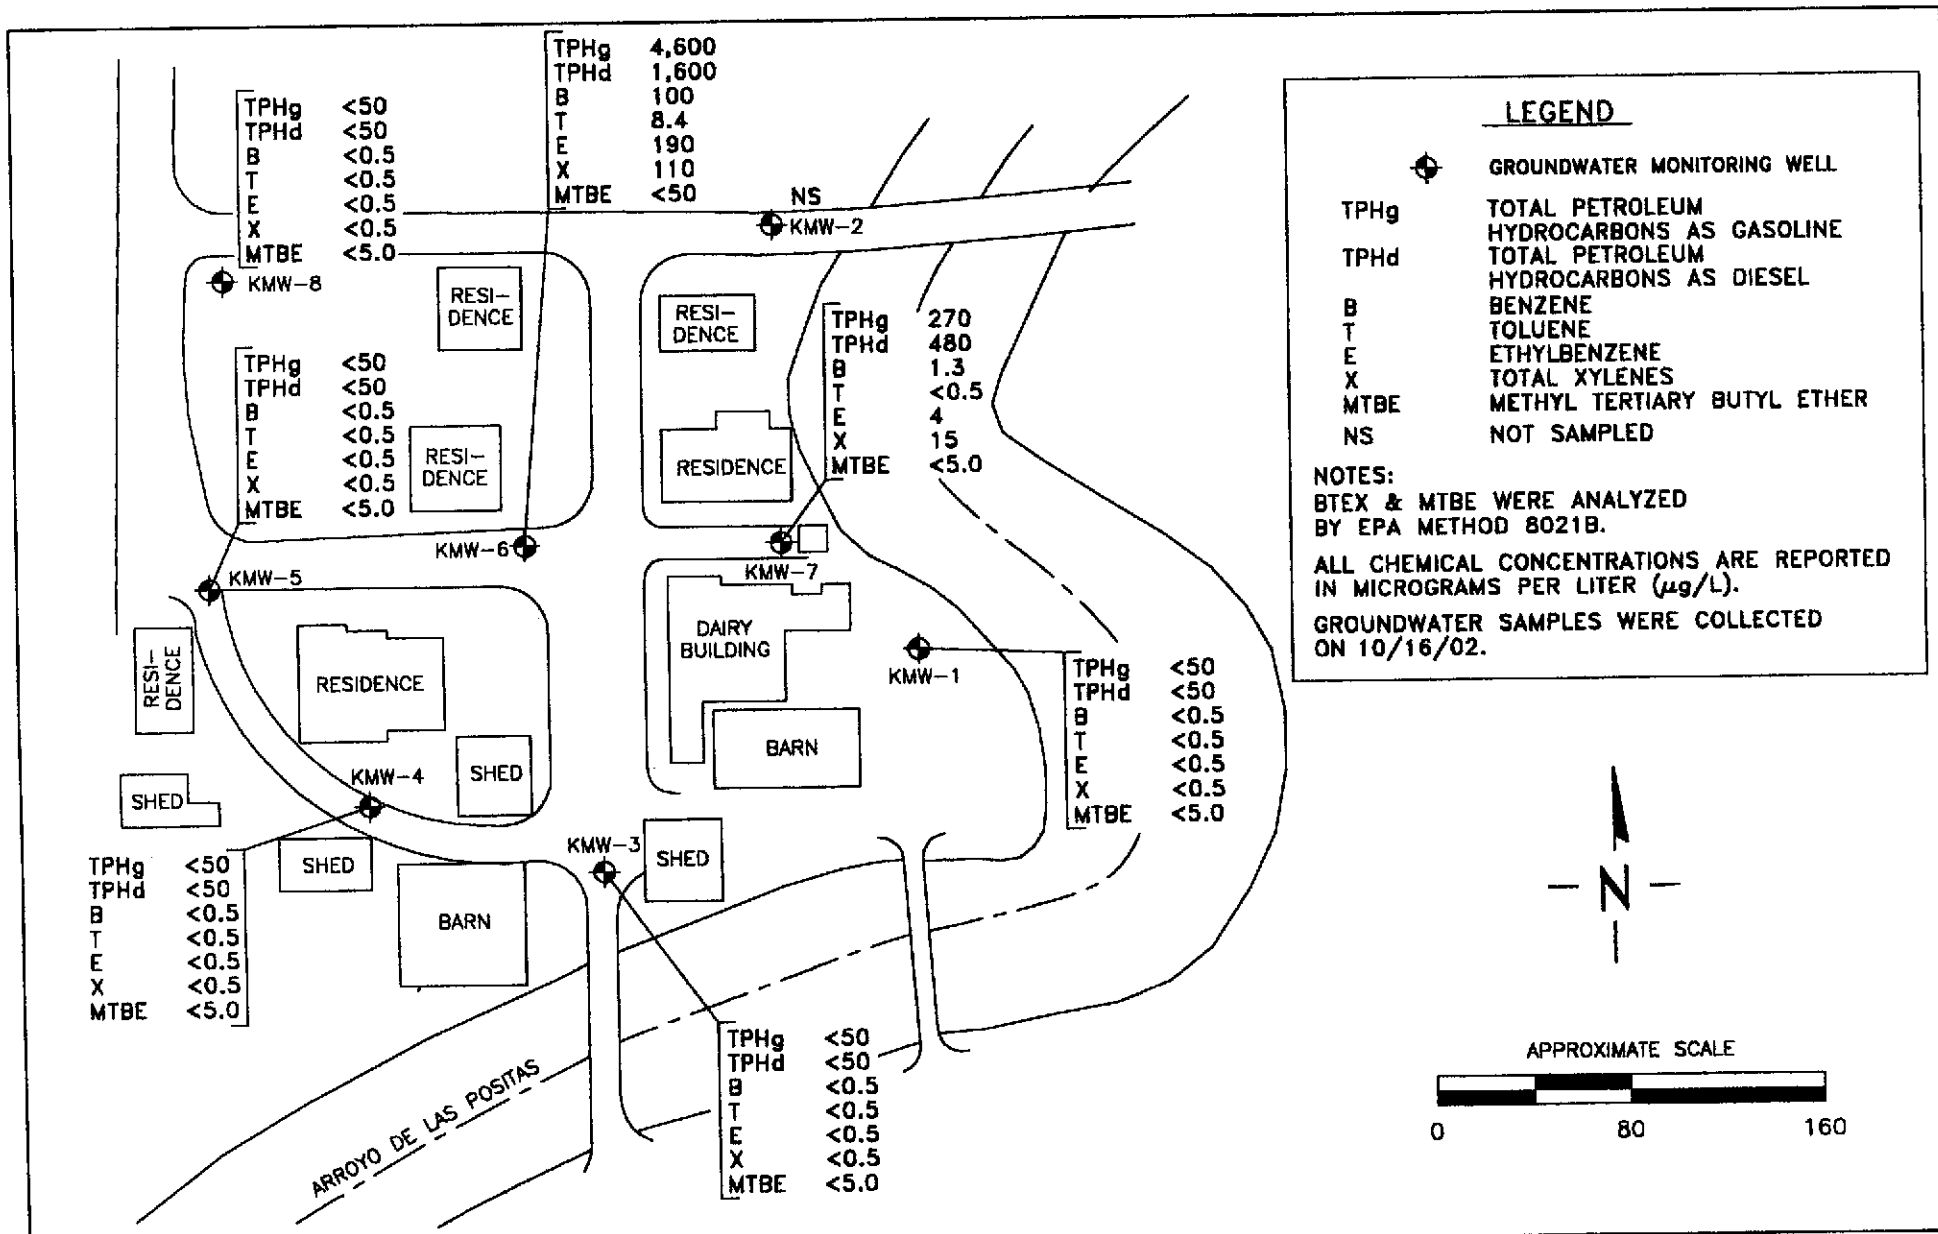 TPHg 4,600
TPHd 1,600
B 100
T 8.4
E 190
X 110
MTBE <50
TPHg <50
TPHd <50
B <0.5
T <0.5
E <0.5
X <0.5
MTBE <5.0
KMW-8
NS
KMW-2
RESI-
DENCE
RESI-
DENCE
TPHg 270
TPHd 480
B 1.3
T <0.5
E 4
X 15
MTBE <5.0
TPHg <50
TPHd <50
B <0.5
T <0.5
E <0.5
X <0.5
MTBE <5.0
RESI-
DENCE
RESIDENCE
KMW-6
KMW-7
KMW-5
DAIRY
BUILDING
KMW-1
RESI-
DENCE
RESIDENCE
TPHg <50
TPHd <50
B <0.5
T <0.5
E <0.5
X <0.5
MTBE <5.0
BARN
SHED
KMW-4
SHED
KMW-3
SHED
SHED
BARN
TPHg <50
TPHd <50
B <0.5
T <0.5
E <0.5
X <0.5
MTBE <5.0
TPHg <50
TPHd <50
B <0.5
T <0.5
E <0.5
X <0.5
MTBE <5.0
ARROYO DE LAS POSITAS
LEGEND
GROUNDWATER MONITORING WELL
TPHg TOTAL PETROLEUM
HYDROCARBONS AS GASOLINE
TPHd TOTAL PETROLEUM
HYDROCARBONS AS DIESEL
B BENZENE
T TOLUENE
E ETHYLBENZENE
X TOTAL XYLENES
MTBE METHYL TERTIARY BUTYL ETHER
NS NOT SAMPLED
NOTES:
BTEX & MTBE WERE ANALYZED
BY EPA METHOD 8021B.
ALL CHEMICAL CONCENTRATIONS ARE REPORTED
IN MICROGRAMS PER LITER (µg/L).
GROUNDWATER SAMPLES WERE COLLECTED
ON 10/16/02.
N
APPROXIMATE SCALE
0 80 160